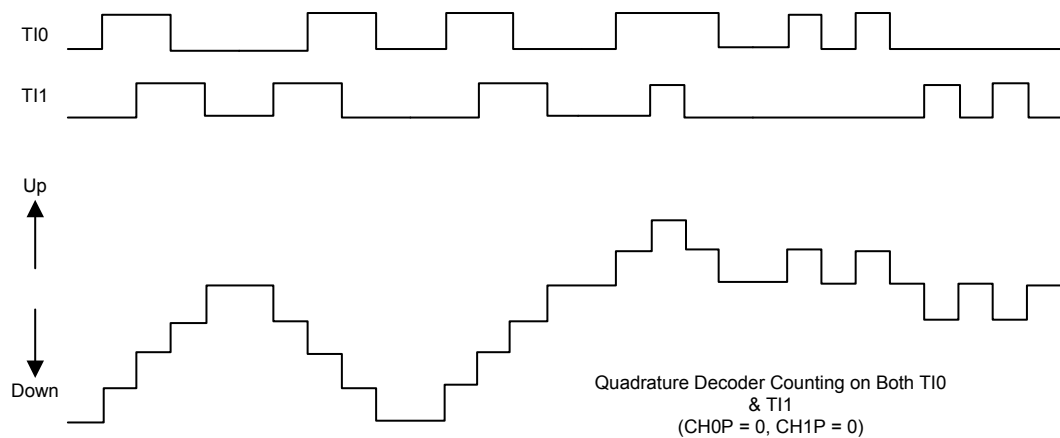 TI0
TI1
Up
Down
Quadrature Decoder Counting on Both TI0
& TI1
(CH0P = 0, CH1P = 0)